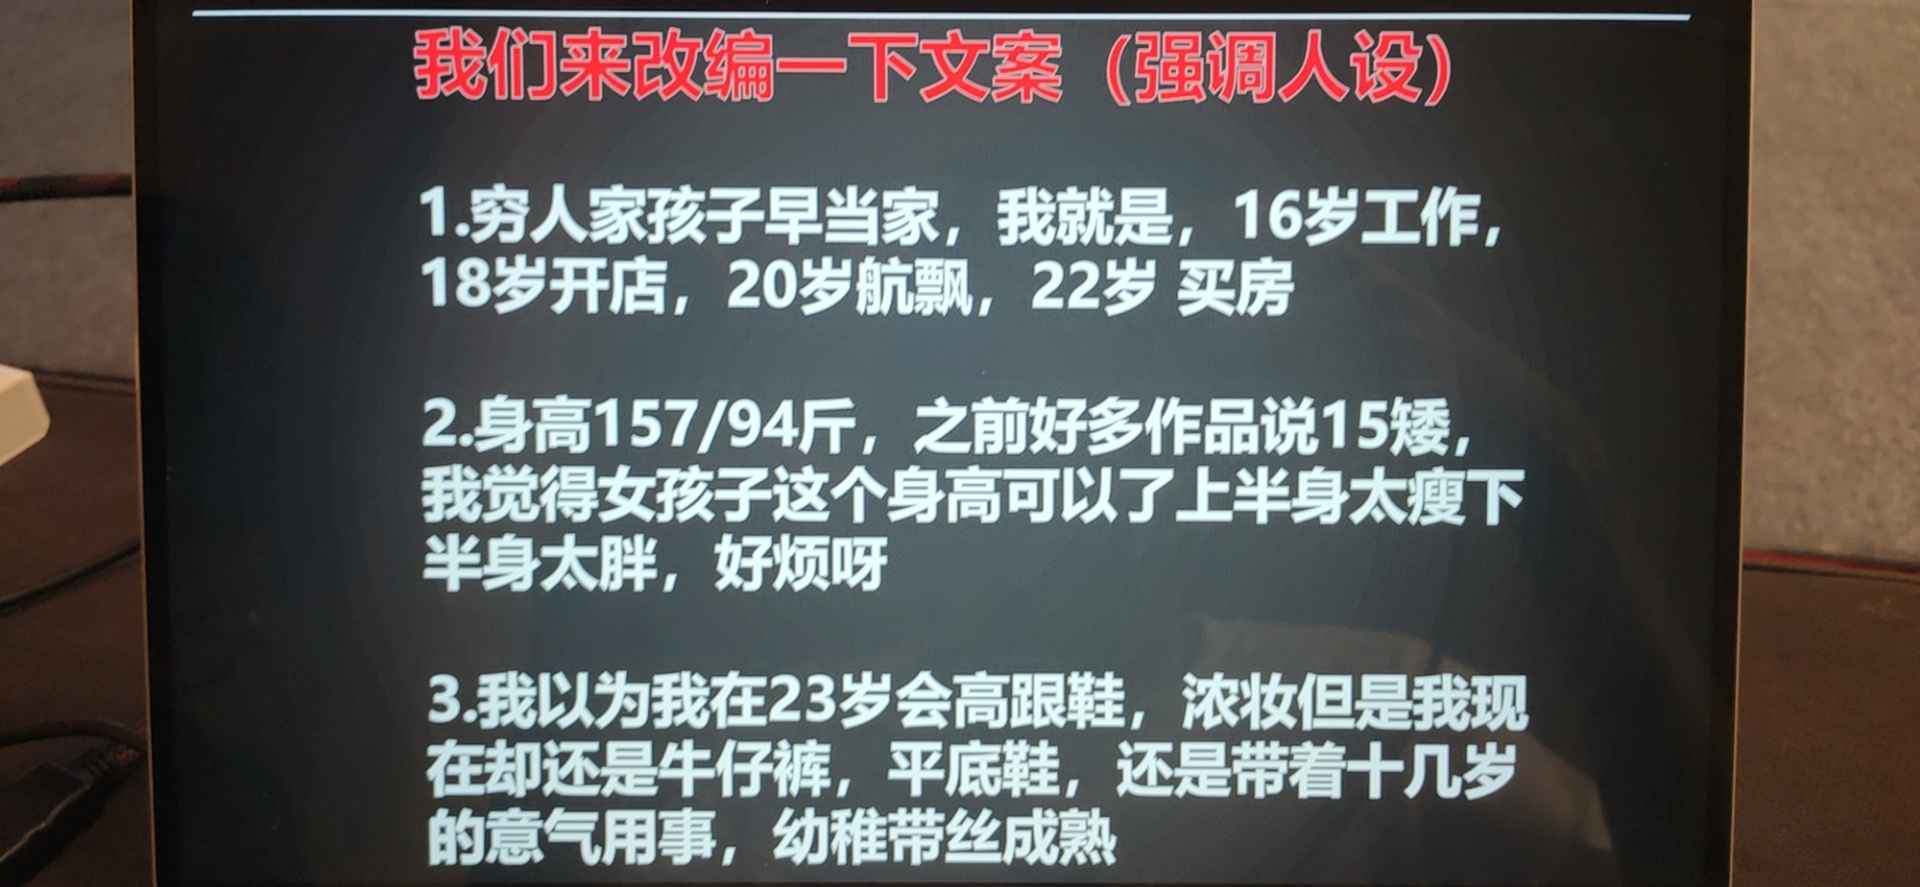 我们来改编一下文案（强调人设）
1.穷人家孩子早当家，我就是，16岁工作，
18岁开店，20岁航飘，22岁 买房
2.身高157/94斤，之前好多作品说15矮，
我觉得女孩子这个身高可以了上半身太瘦下
半身太胖，好烦呀
3.我以为我在23岁会高跟鞋，浓妆但是我现
在却还是牛仔裤，平底鞋，还是带着十几岁
的意气用事，幼稚带丝成熟